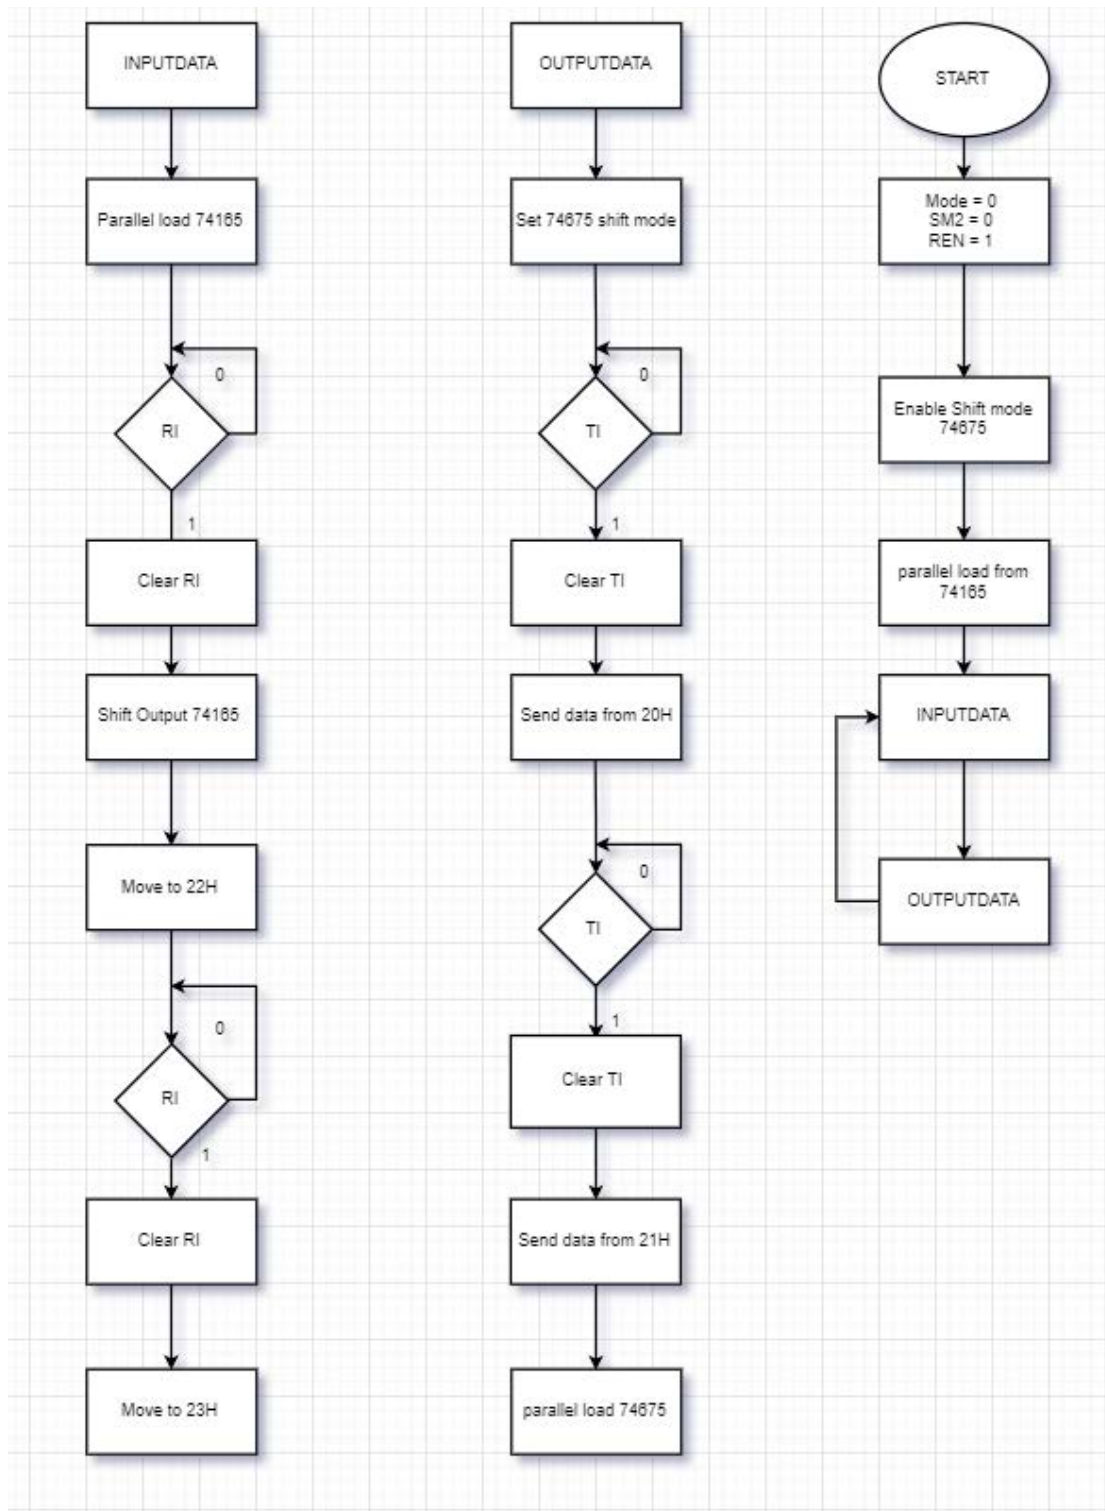 INPUTDATA
Parallel load 74165
0
RI
1
Clear RI
Shift Output 74165
Move to 22H
0
RI
1
Clear RI
Move to 23H
OUTPUTDATA
Set 74675 shift mode
0
TI
1
Clear TI
Send data from 20H
0
TI
1
Clear TI
Send data from 21H
parallel load 74675
START
Mode = 0
SM2 = 0
REN = 1
Enable Shift mode
74675
parallel load from
74165
INPUTDATA
OUTPUTDATA